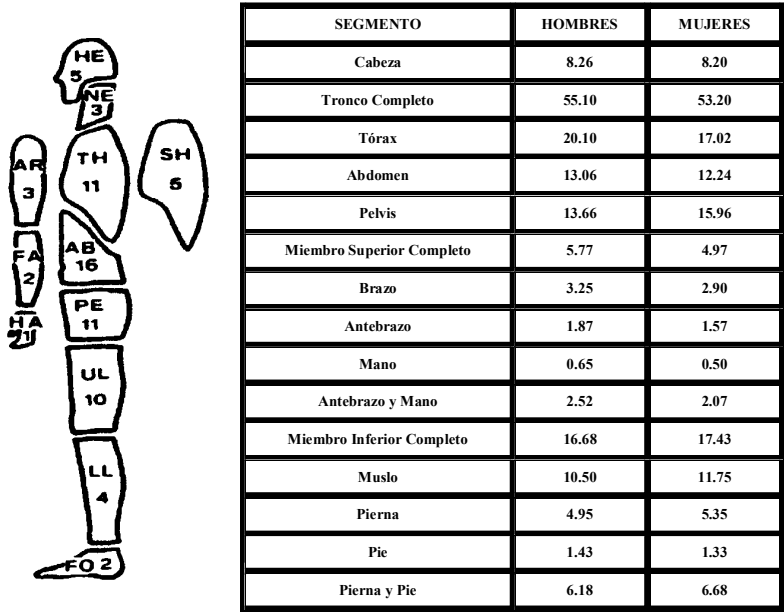 HE
5
NE
3
AR
3
TH
11
SH
5
FA
2
AB
16
HA
1
PE
11
UL
10
LL
4
FO 2
SEGMENTO HOMBRES MUJERES
Cabeza 8.26 8.20
Tronco Completo 55.10 53.20
Tórax 20.10 17.02
Abdomen 13.06 12.24
Pelvis 13.66 15.96
Miembro Superior Completo 5.77 4.97
Brazo 3.25 2.90
Antebrazo 1.87 1.57
Mano 0.65 0.50
Antebrazo y Mano 2.52 2.07
Miembro Inferior Completo 16.68 17.43
Muslo 10.50 11.75
Pierna 4.95 5.35
Pie 1.43 1.33
Pierna y Pie 6.18 6.68